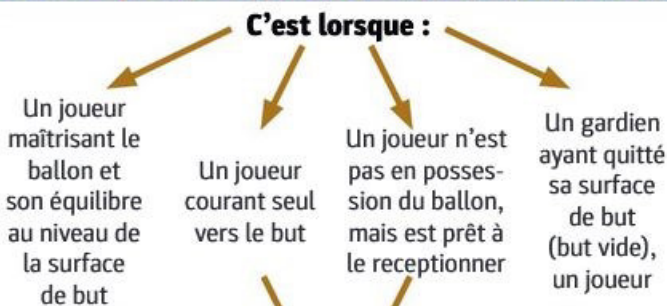 C'est lorsque :
Un joueur
maîtrisant le
ballon et
son équilibre
au niveau de
la surface
de but
Un joueur
courant seul
vers le but
Un joueur n'est
pas en posses-
sion du ballon,
mais est prêt à
le receptionner
Un gardien
ayant quitté
sa surface
de but
(but vide),
un joueur